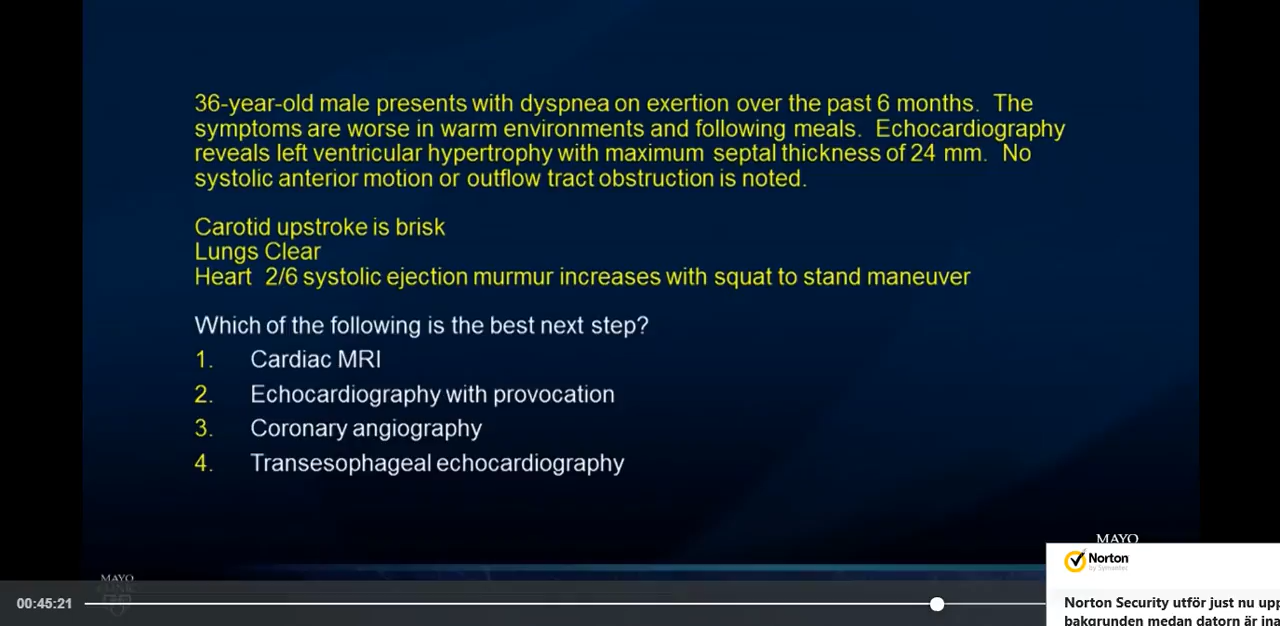 36-year-old male presents with dyspnea on exertion over the past 6 months. The
symptoms are worse in warm environments and following meals. Echocardiography
reveals left ventricular hypertrophy with maximum septal thickness of 24 mm. No
systolic anterior motion or outflow tract obstruction is noted.
Carotid upstroke is brisk
Lungs Clear
Heart 2/6 systolic ejection murmur increases with squat to stand maneuver
Which of the following is the best next step?
1. Cardiac MRI
2. Echocardiography with provocation
3. Coronary angiography
4. Transesophageal echocardiography
MAYO
Norton
by Symantec
MAYO
00:45:21
Norton Security utför just nu upp
bakgrunden medan datorn är ina